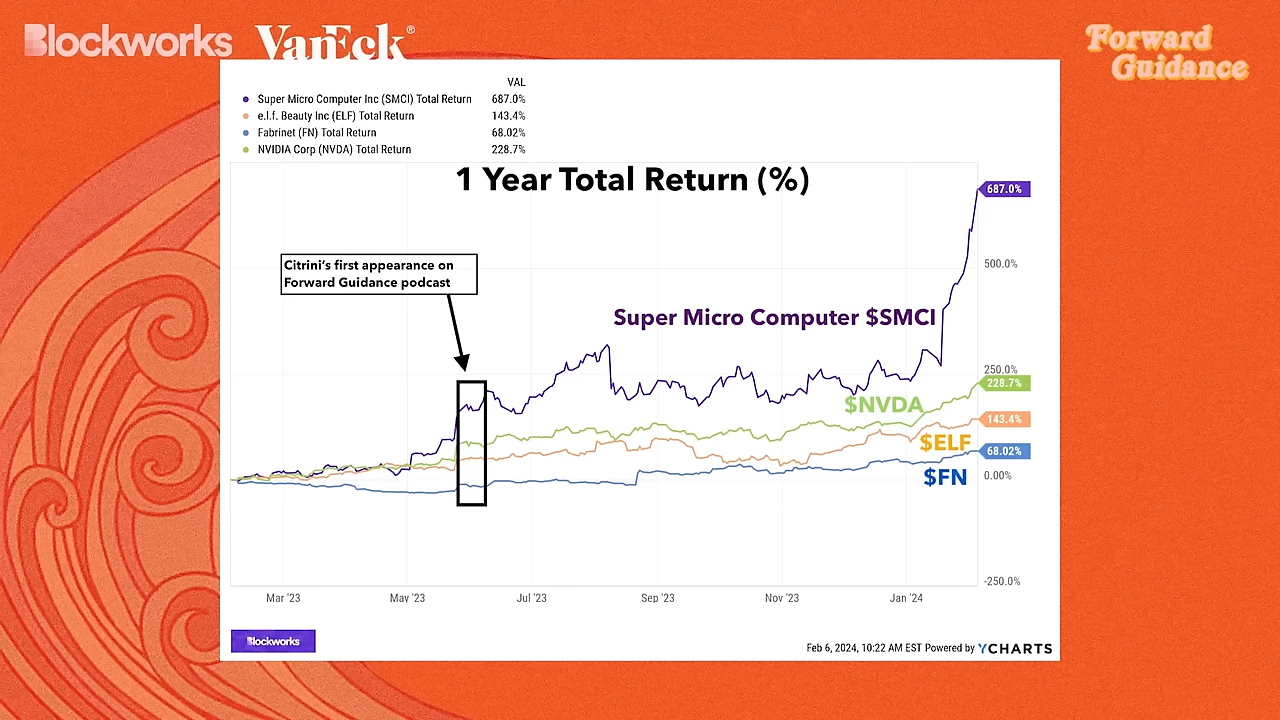 Blockworks
VanEck®
Forward
Guidance
VAL
Super Micro Computer Inc (SMCI) Total Return 687.0%
e.l.f. Beauty Inc (ELF) Total Return 143.4%
Fabrinet (FN) Total Return 68.02%
NVIDIA Corp (NVDA) Total Return 228.7%
1 Year Total Return (%)
687.0%
Citrini's first appearance on
Forward Guidance podcast
500.0%
Super Micro Computer $SMCI
250.0%
228.7%
$NVDA
143.4%
$ELF
68.02%
$FN
0.00%
-250.0%
Mar '23 May '23 Jul '23 Sep '23 Nov '23 Jan '24
Blockworks
Feb 6, 2024, 10:22 AM EST Powered by YCHARTS